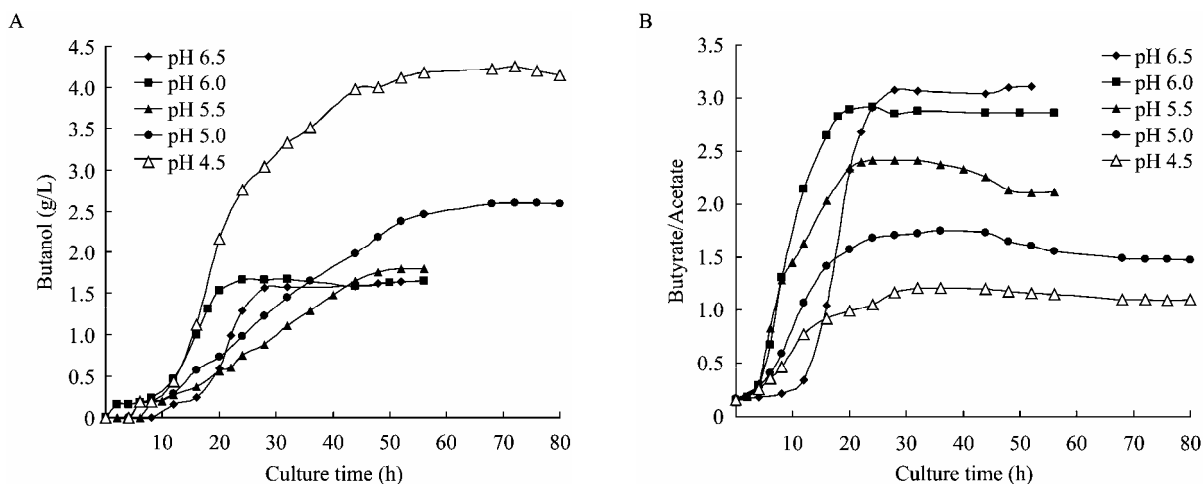 A
4.5
4.0
3.5
3.0
2.5
2.0
1.5
1.0
0.5
0
Butanol (g/L)
pH 6.5
pH 6.0
pH 5.5
pH 5.0
pH 4.5
10 20 30 40 50 60 70 80
Culture time (h)
B
3.5
3.0
2.5
2.0
1.5
1.0
0.5
0
Butyrate/Acetate
pH 6.5
pH 6.0
pH 5.5
pH 5.0
pH 4.5
10 20 30 40 50 60 70 80
Culture time (h)